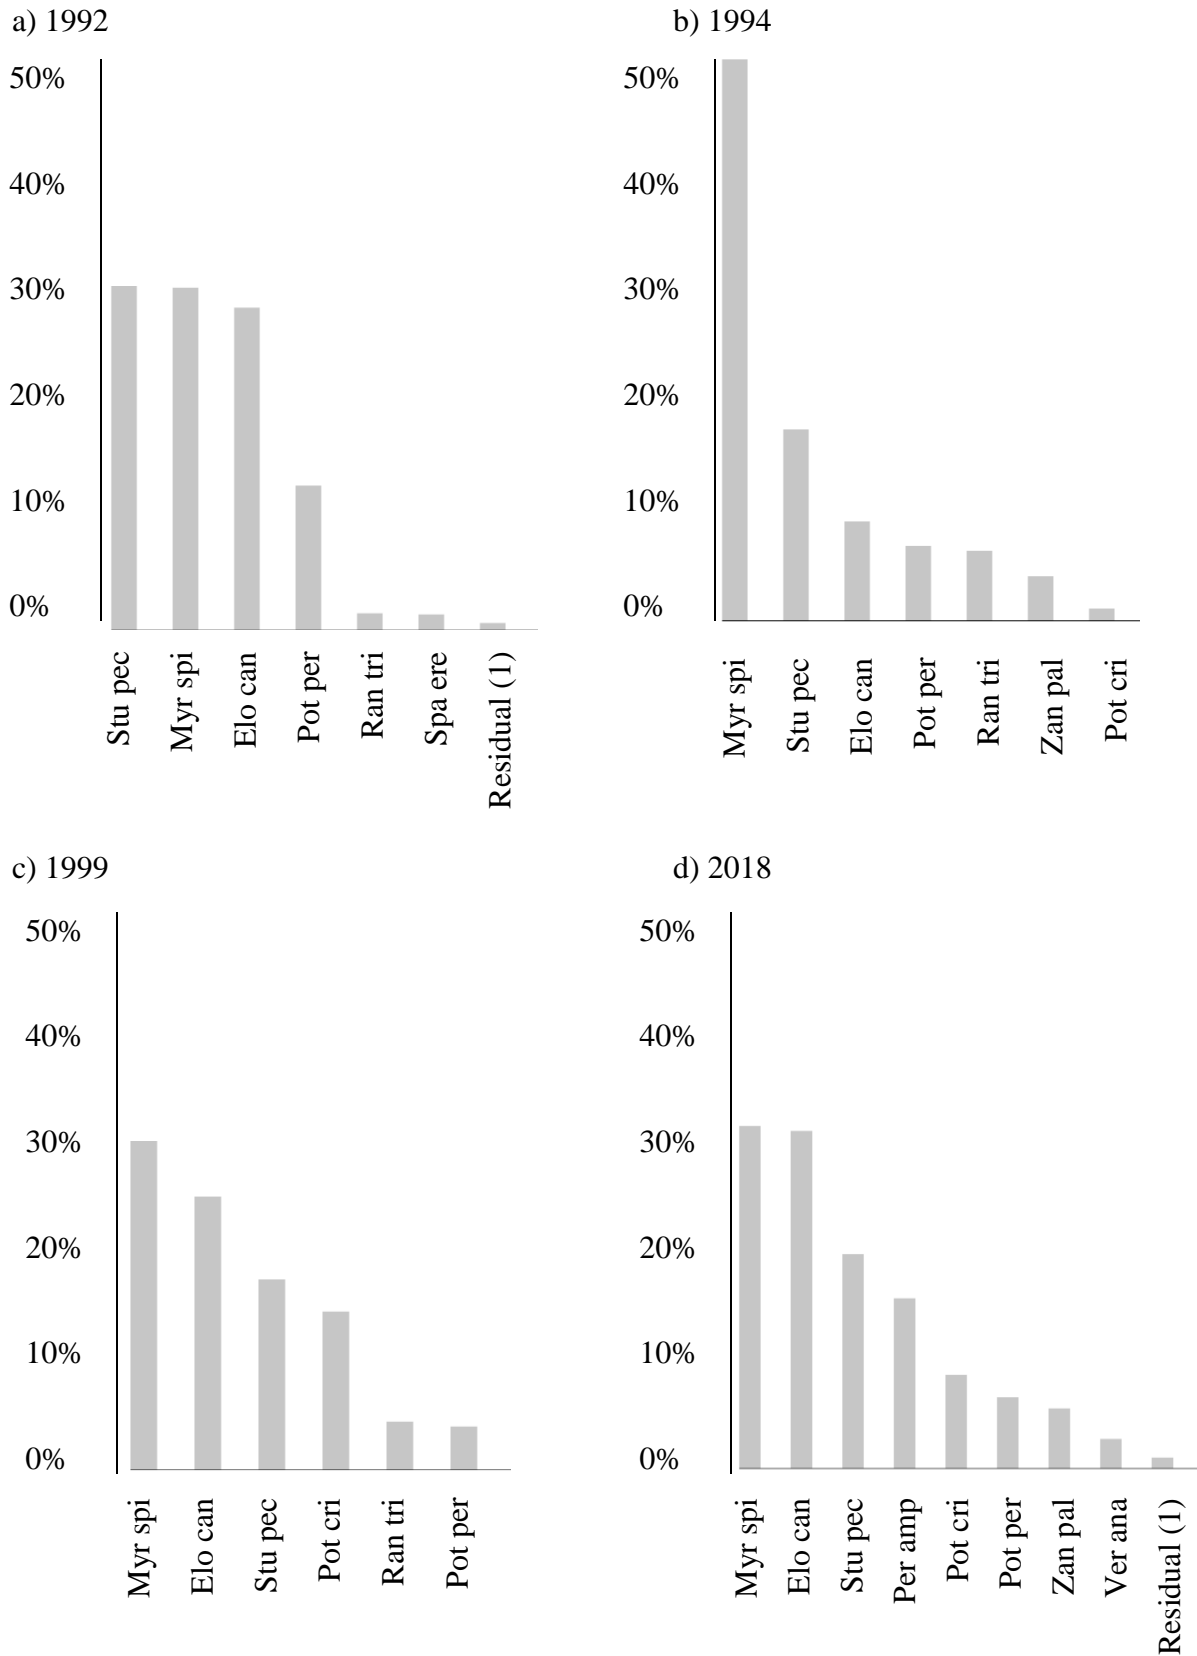 a) 1992
50%
40%
30%
20%
10%
0%
Stu pec
Myr spi
Elo can
Pot per
Ran tri
Spa ere
Residual (1)
b) 1994
50%
40%
30%
20%
10%
0%
Myr spi
Stu pec
Elo can
Pot per
Ran tri
Zan pal
Pot cri
c) 1999
50%
40%
30%
20%
10%
0%
Myr spi
Elo can
Stu pec
Pot cri
Ran tri
Pot per
d) 2018
50%
40%
30%
20%
10%
0%
Myr spi
Elo can
Stu pec
Per amp
Pot cri
Pot per
Zan pal
Ver ana
Residual (1)